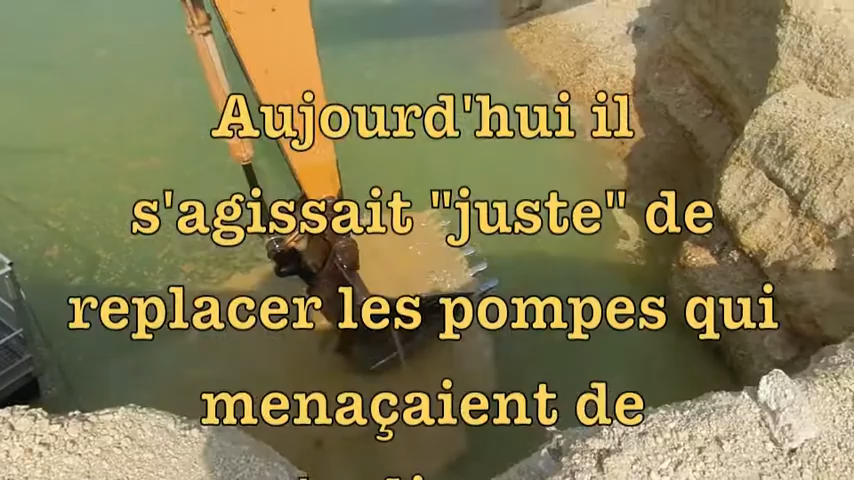 Aujourd'hui il
s'agissait "juste" de
replacer les pompes qui
menaçaient de